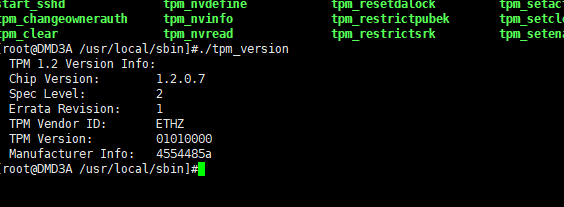 start_sshd tpm_nvdefine tpm_resetdalock tpm_setact
tpm_changeownerauth tpm_nvinfo tpm_restrictpubek tpm_setcle
tpm_clear tpm_nvread tpm_restrictsrk tpm_setena
[root@DMD3A /usr/local/sbin]#./tpm_version
TPM 1.2 Version Info:
Chip Version: 1.2.0.7
Spec Level: 2
Errata Revision: 1
TPM Vendor ID: ETHZ
TPM Version: 01010000
Manufacturer Info: 4554485a
[root@DMD3A /usr/local/sbin]#